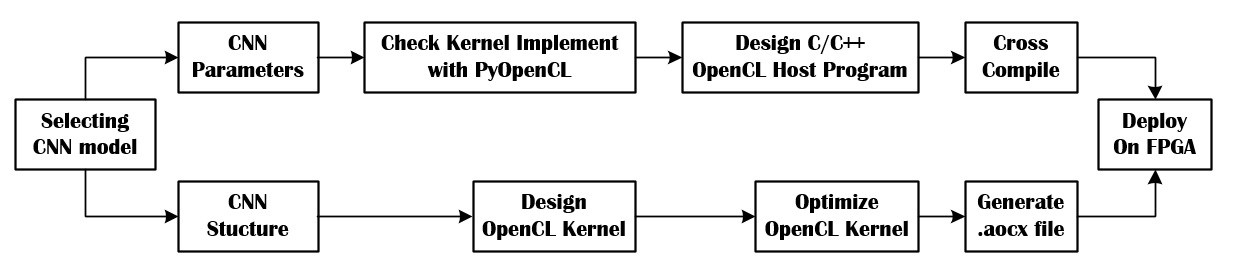 CNN
Parameters
Check Kernel Implement
with PyOpenCL
Design C/C++
OpenCL Host Program
Cross
Compile
Selecting
CNN model
Deploy
On FPGA
CNN
Stucture
Design
OpenCL Kernel
Optimize
OpenCL Kernel
Generate
.aocx file